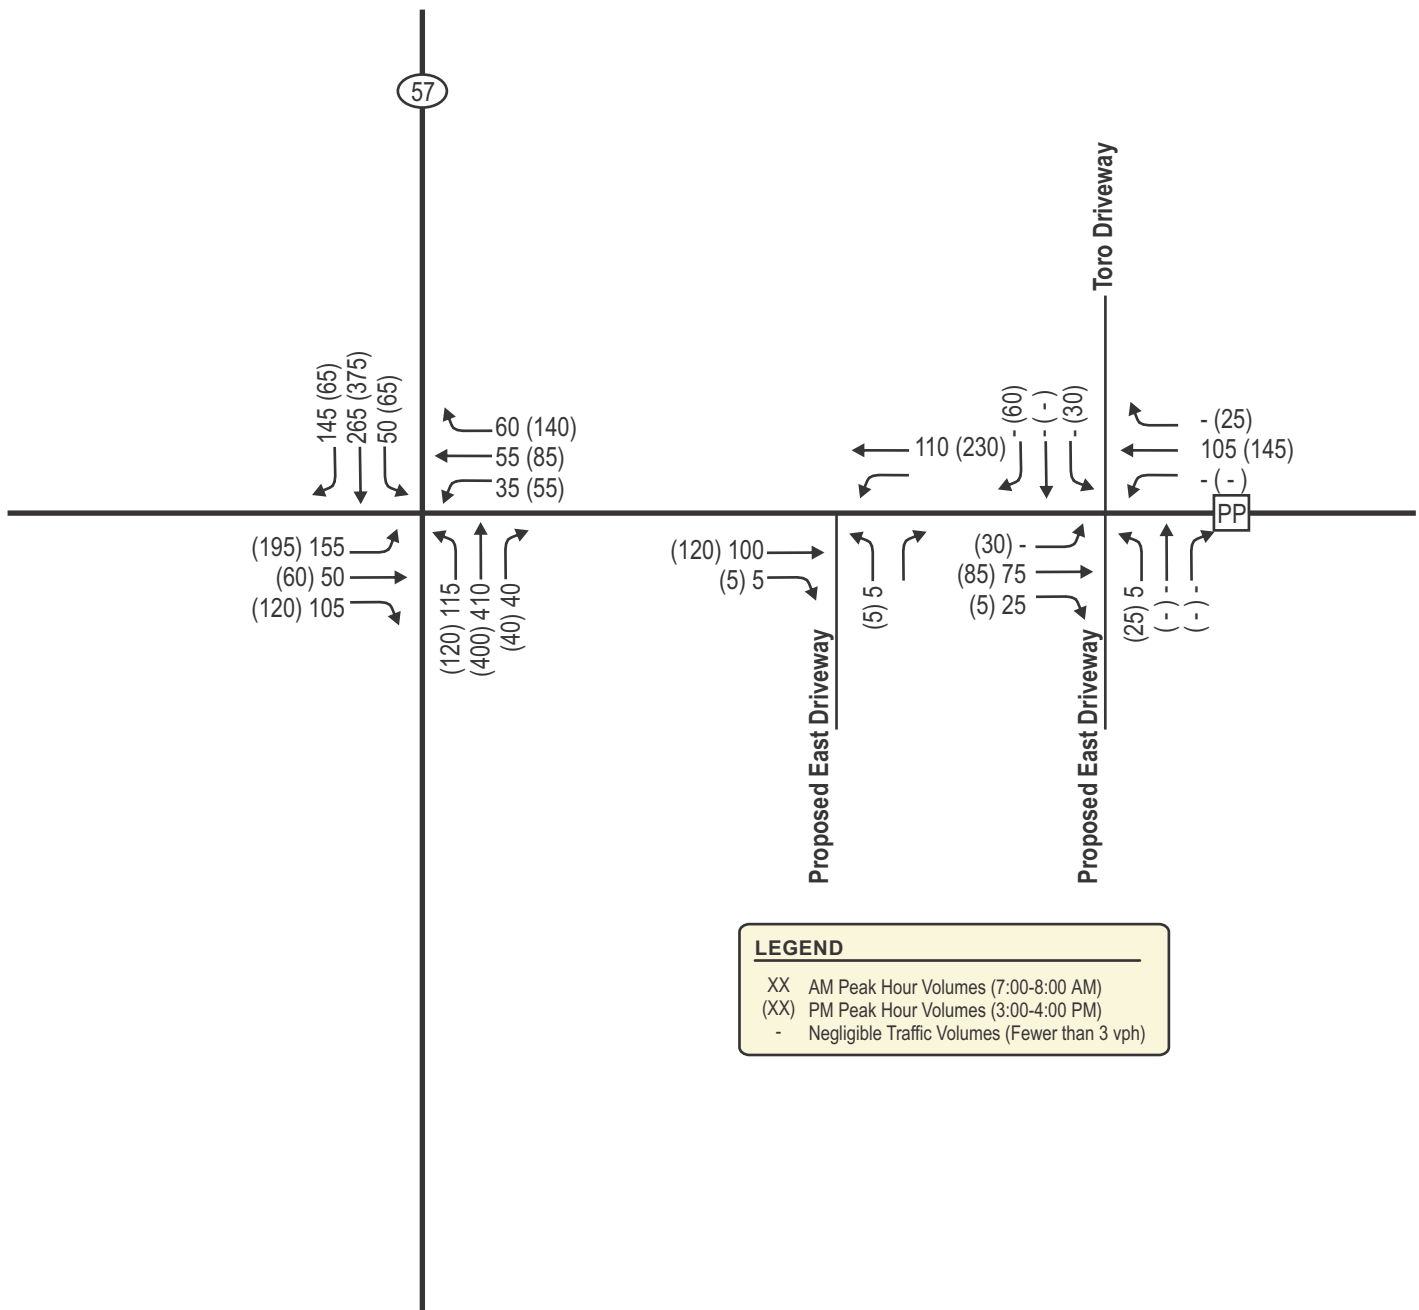 57
Toro Driveway
145 (65)
265 (375)
50 (65)
60 (140)
55 (85)
35 (55)
110 (230)
- (60)
- ( - )
- (30)
- (25)
105 (145)
- ( - )
PP
(195) 155
(60) 50
(120) 105
(120) 115
(400) 410
(40) 40
(120) 100
(5) 5
(5) 5
(30) -
(85) 75
(5) 25
(25) 5
( - ) -
( - ) -
Proposed East Driveway
Proposed East Driveway
LEGEND
XX AM Peak Hour Volumes (7:00-8:00 AM)
(XX) PM Peak Hour Volumes (3:00-4:00 PM)
- Negligible Traffic Volumes (Fewer than 3 vph)